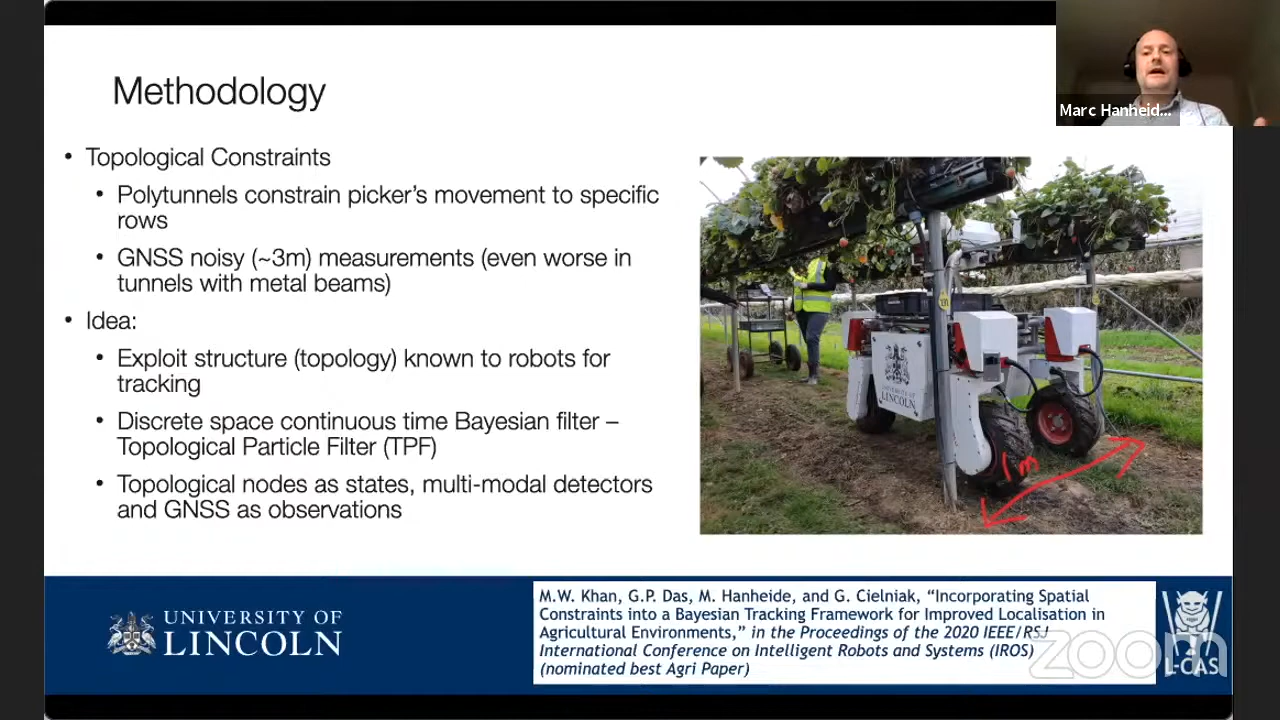 Marc Hanheid...
Methodology
• Topological Constraints
• Polytunnels constrain picker's movement to specific
rows
• GNSS noisy (~3m) measurements (even worse in
tunnels with metal beams)
• Idea:
• Exploit structure (topology) known to robots for
tracking
• Discrete space continuous time Bayesian filter –
Topological Particle Filter (TPF)
• Topological nodes as states, multi-modal detectors
and GNSS as observations
UNIVERSITY OF
LINCOLN
1m
UNIVERSITY OF
LINCOLN
M.W. Khan, G.P. Das, M. Hanheide, and G. Cielniak, “Incorporating Spatial
Constraints into a Bayesian Tracking Framework for Improved Localisation in
Agricultural Environments,” in the Proceedings of the 2020 IEEE/RSJ
International Conference on Intelligent Robots and Systems (IROS)
(nominated best Agri Paper)
zoom
L-CAS